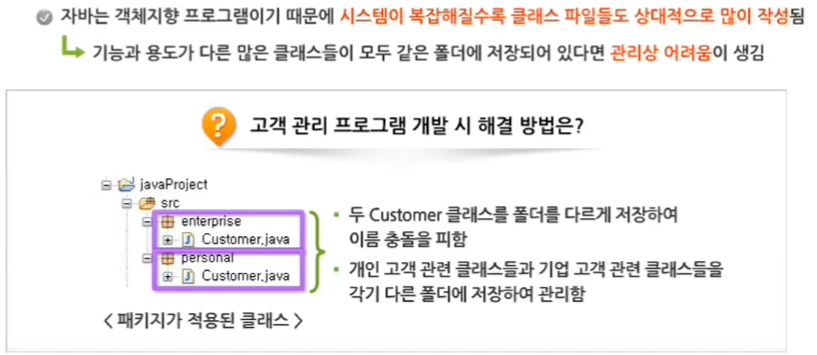 자바는 객체지향 프로그램이기 때문에 시스템이 복잡해질수록 클래스 파일들도 상대적으로 많이 작성됨
기능과 용도가 다른 많은 클래스들이 모두 같은 폴더에 저장되어 있다면 관리상 어려움이 생김
? 고객 관리 프로그램 개발 시 해결 방법은?
javaProject
src
enterprise
Customer.java
personal
Customer.java
< 패키지가 적용된 클래스 >
• 두 Customer 클래스를 폴더를 다르게 저장하여
이름 충돌을 피함
• 개인 고객 관련 클래스들과 기업 고객 관련 클래스들을
각기 다른 폴더에 저장하여 관리함